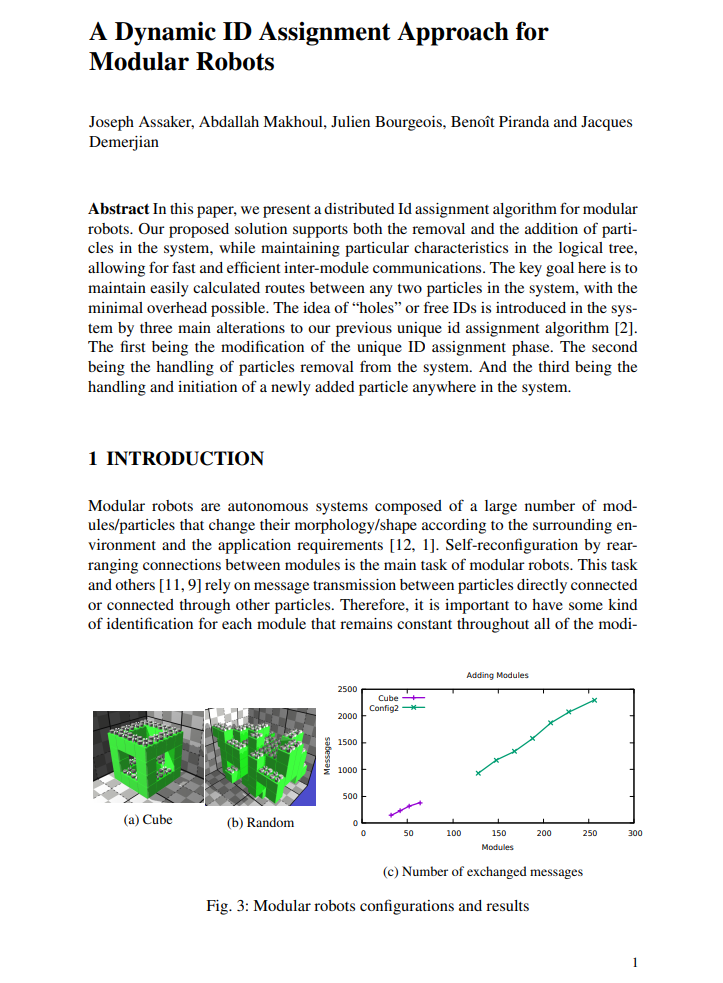 A Dynamic ID Assignment Approach for
Modular Robots
Joseph Assaker, Abdallah Makhoul, Julien Bourgeois, Benoît Piranda and Jacques
Demerjian
Abstract In this paper, we present a distributed Id assignment algorithm for modular
robots. Our proposed solution supports both the removal and the addition of parti-
cles in the system, while maintaining particular characteristics in the logical tree,
allowing for fast and efficient inter-module communications. The key goal here is to
maintain easily calculated routes between any two particles in the system, with the
minimal overhead possible. The idea of “holes” or free IDs is introduced in the sys-
tem by three main alterations to our previous unique id assignment algorithm [2].
The first being the modification of the unique ID assignment phase. The second
being the handling of particles removal from the system. And the third being the
handling and initiation of a newly added particle anywhere in the system.
1 INTRODUCTION
Modular robots are autonomous systems composed of a large number of mod-
ules/particles that change their morphology/shape according to the surrounding en-
vironment and the application requirements [12, 1]. Self-reconfiguration by rear-
ranging connections between modules is the main task of modular robots. This task
and others [11, 9] rely on message transmission between particles directly connected
or connected through other particles. Therefore, it is important to have some kind
of identification for each module that remains constant throughout all of the modi-
(a) Cube
(b) Random
Adding Modules
Messages
2500
2000
1500
1000
500
0
Cube
Config2
0 50 100 150 200 250 300
Modules
(c) Number of exchanged messages
Fig. 3: Modular robots configurations and results
1